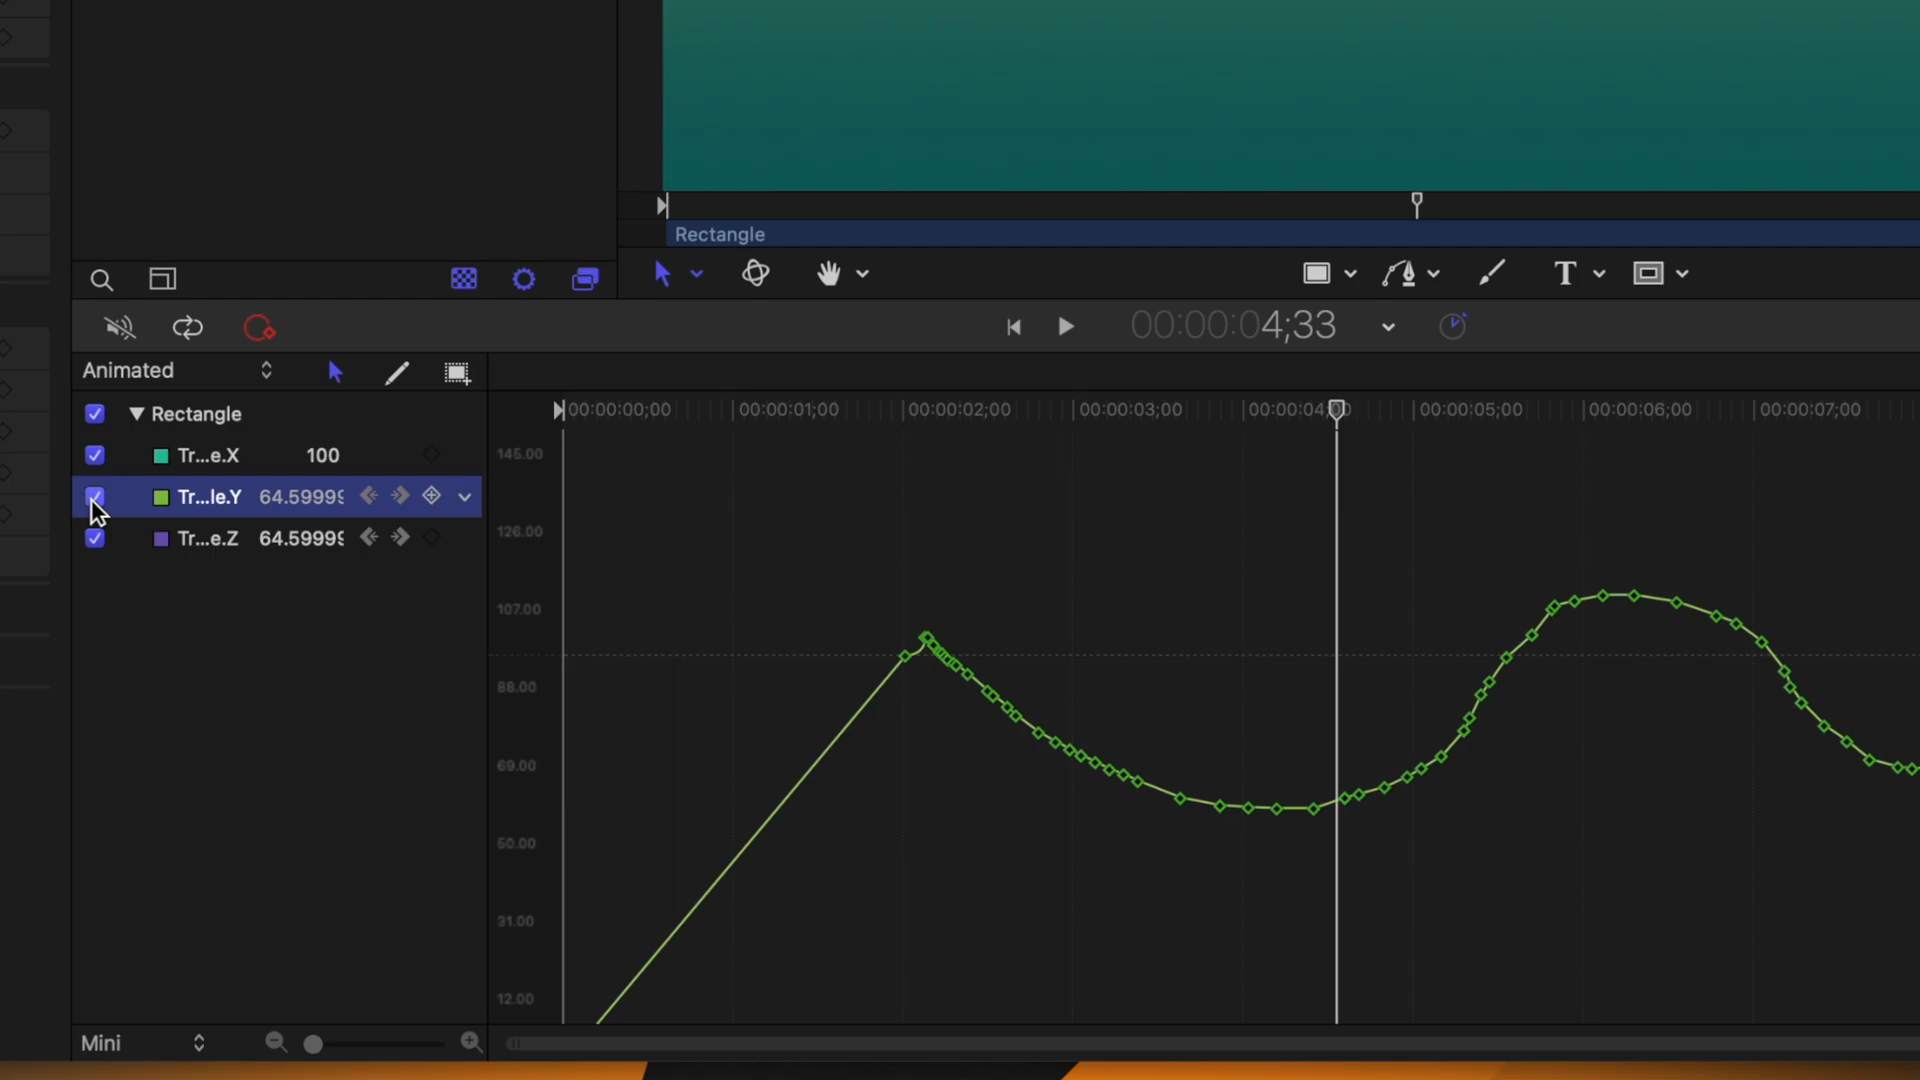 Rectangle
T
00:00:04;33
Animated
Rectangle
Tr...e.X 100
Tr...le.Y 64.59999
Tr...e.Z 64.59999
00:00:00;00 00:00:01;00 00:00:02;00 00:00:03;00 00:00:04;00 00:00:05;00 00:00:06;00 00:00:07;00
145.00
126.00
107.00
88.00
69.00
50.00
31.00
12.00
Mini